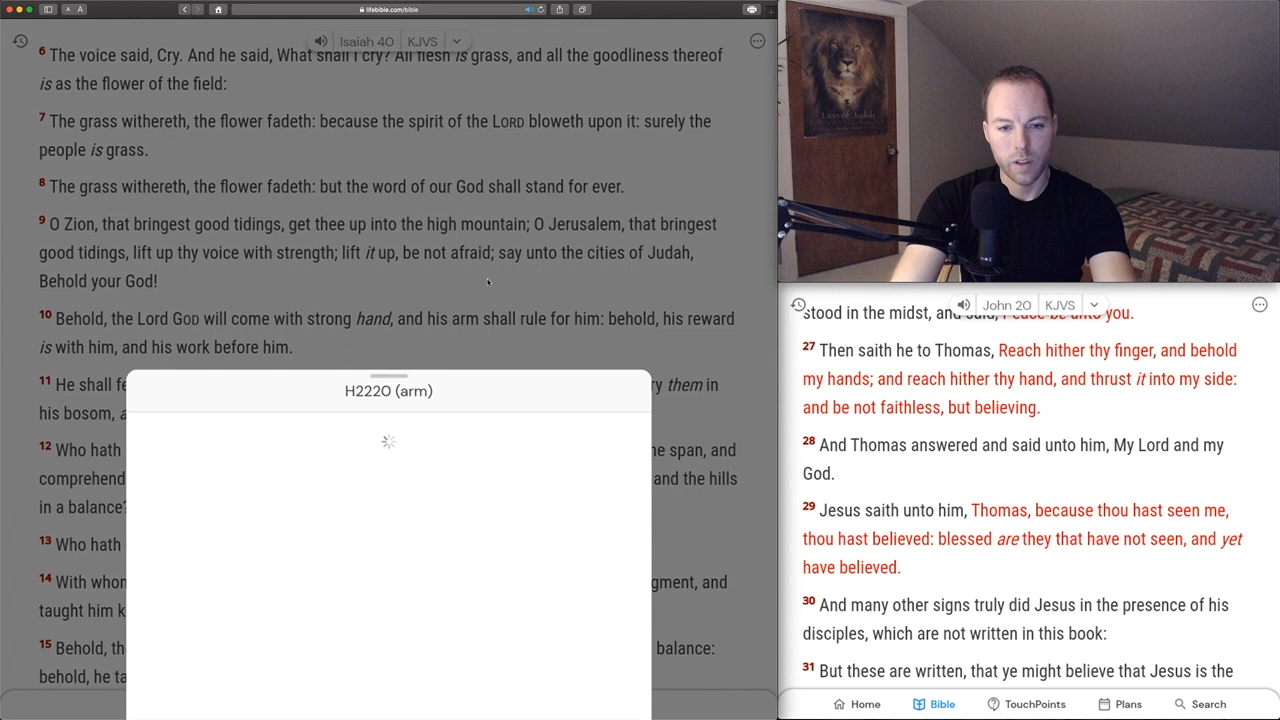 A A
lifebible.com/bible
Isaiah 40 KJVS
6 The voice said, Cry. And he said, What shall I cry? All flesh is grass, and all the goodliness thereof
is as the flower of the field:
7 The grass withereth, the flower fadeth: because the spirit of the LORD bloweth upon it: surely the
people is grass.
8 The grass withereth, the flower fadeth: but the word of our God shall stand for ever.
9 O Zion, that bringest good tidings, get thee up into the high mountain; O Jerusalem, that bringest
good tidings, lift up thy voice with strength; lift it up, be not afraid; say unto the cities of Judah,
Behold your God!
10 Behold, the Lord GOD will come with strong hand, and his arm shall rule for him: behold, his reward
is with him, and his work before him.
11 He shall them in
his bosom,
12 Who hath the span, and
comprehend and the hills
in a balance?
13 Who hath
14 With whom and
taught him
15 Behold, balance:
behold, he
H2220 (arm)
Lion of Judah
John 20 KJVS
stood in the midst, and said, Peace be unto you.
27 Then saith he to Thomas, Reach hither thy finger, and behold
my hands; and reach hither thy hand, and thrust it into my side:
and be not faithless, but believing.
28 And Thomas answered and said unto him, My Lord and my
God.
29 Jesus saith unto him, Thomas, because thou hast seen me,
thou hast believed: blessed are they that have not seen, and yet
have believed.
30 And many other signs truly did Jesus in the presence of his
disciples, which are not written in this book:
31 But these are written, that ye might believe that Jesus is the
Home Bible TouchPoints Plans Search